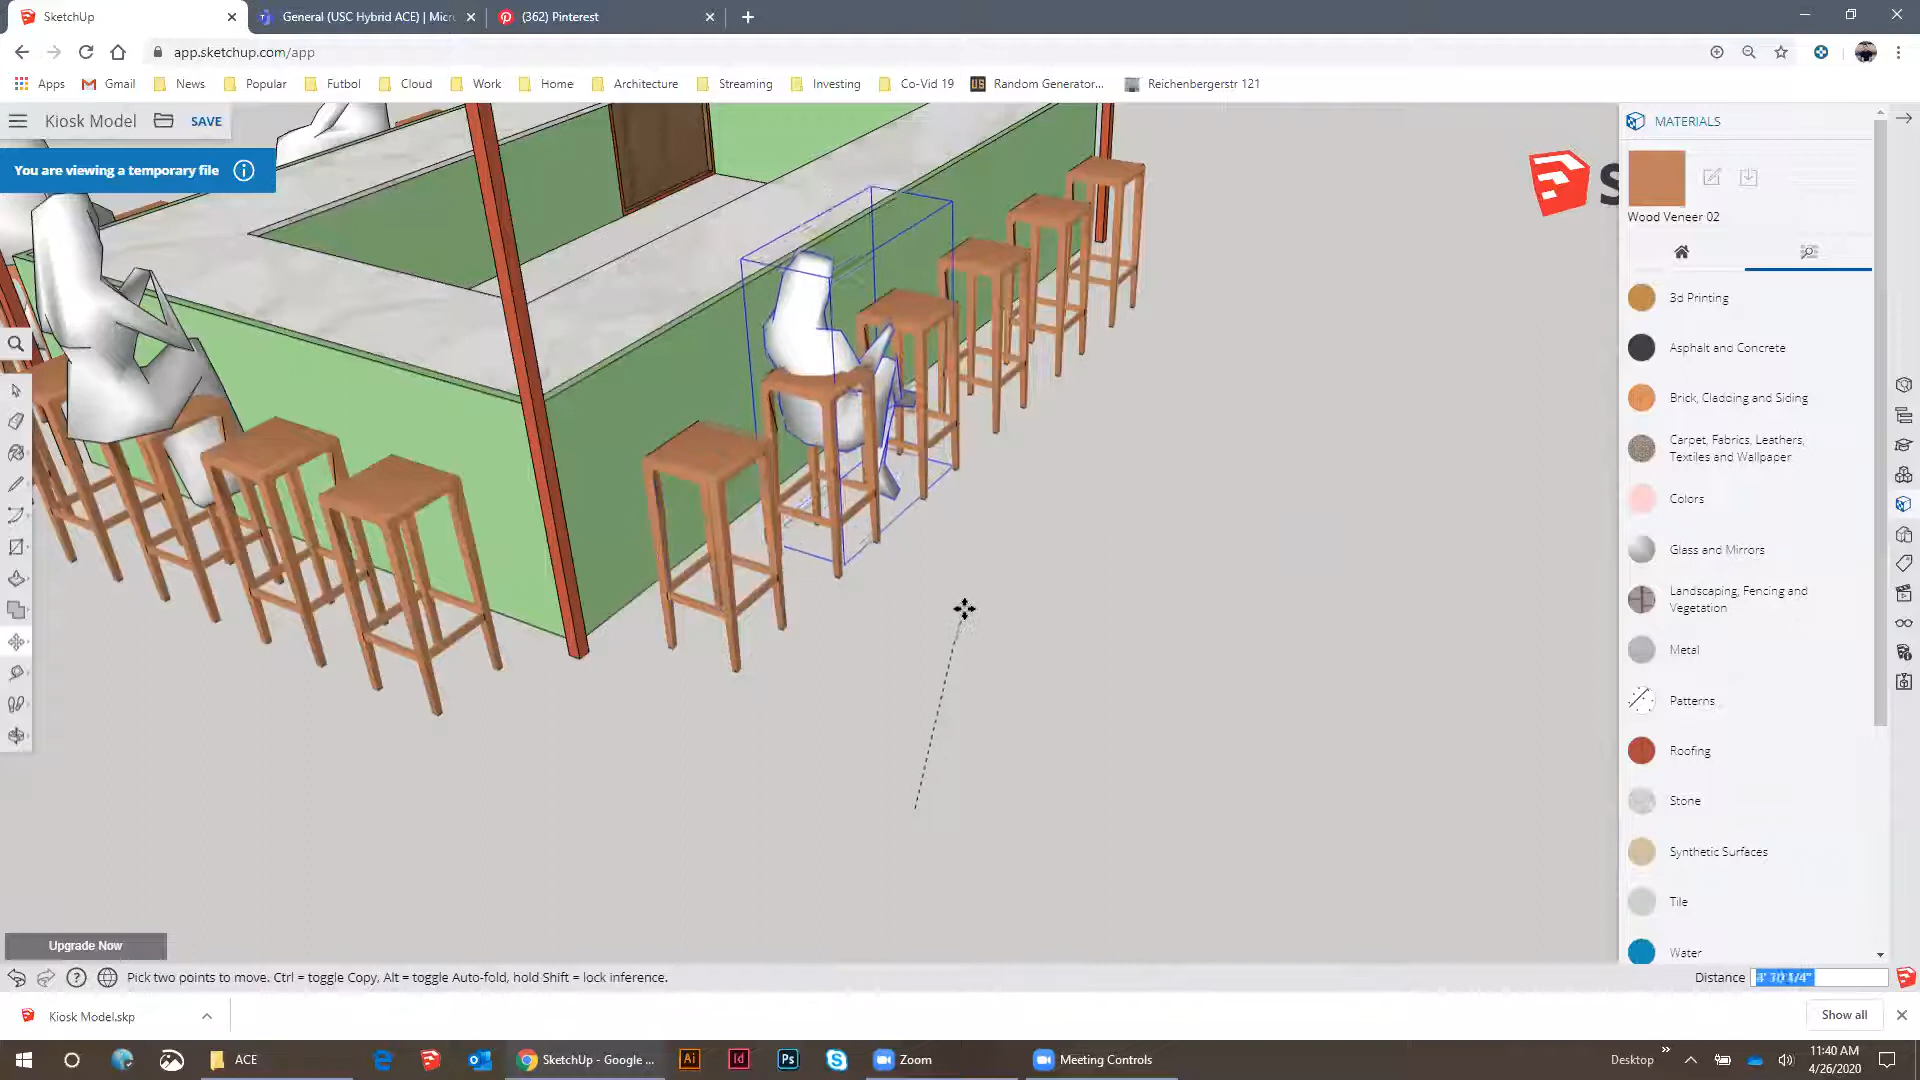 SketchUp
General (USC Hybrid ACE) | Micro
(362) Pinterest
app.sketchup.com/app
Apps
Gmail
News
Popular
Futbol
Cloud
Work
Home
Architecture
Streaming
Investing
Co-Vid 19
Random Generator...
Reichenbergerstr 121
Kiosk Model
SAVE
You are viewing a temporary file
MATERIALS
Wood Veneer 02
3d Printing
Asphalt and Concrete
Brick, Cladding and Siding
Carpet, Fabrics, Leathers,
Textiles and Wallpaper
Colors
Glass and Mirrors
Landscaping, Fencing and
Vegetation
Metal
Patterns
Roofing
Stone
Synthetic Surfaces
Tile
Water
S
Upgrade Now
Pick two points to move. Ctrl = toggle Copy, Alt = toggle Auto-fold, hold Shift = lock inference.
Distance
Kiosk Model.skp
Show all
ACE
SketchUp - Google ...
Zoom
Meeting Controls
Desktop
11:40 AM
4/26/2020